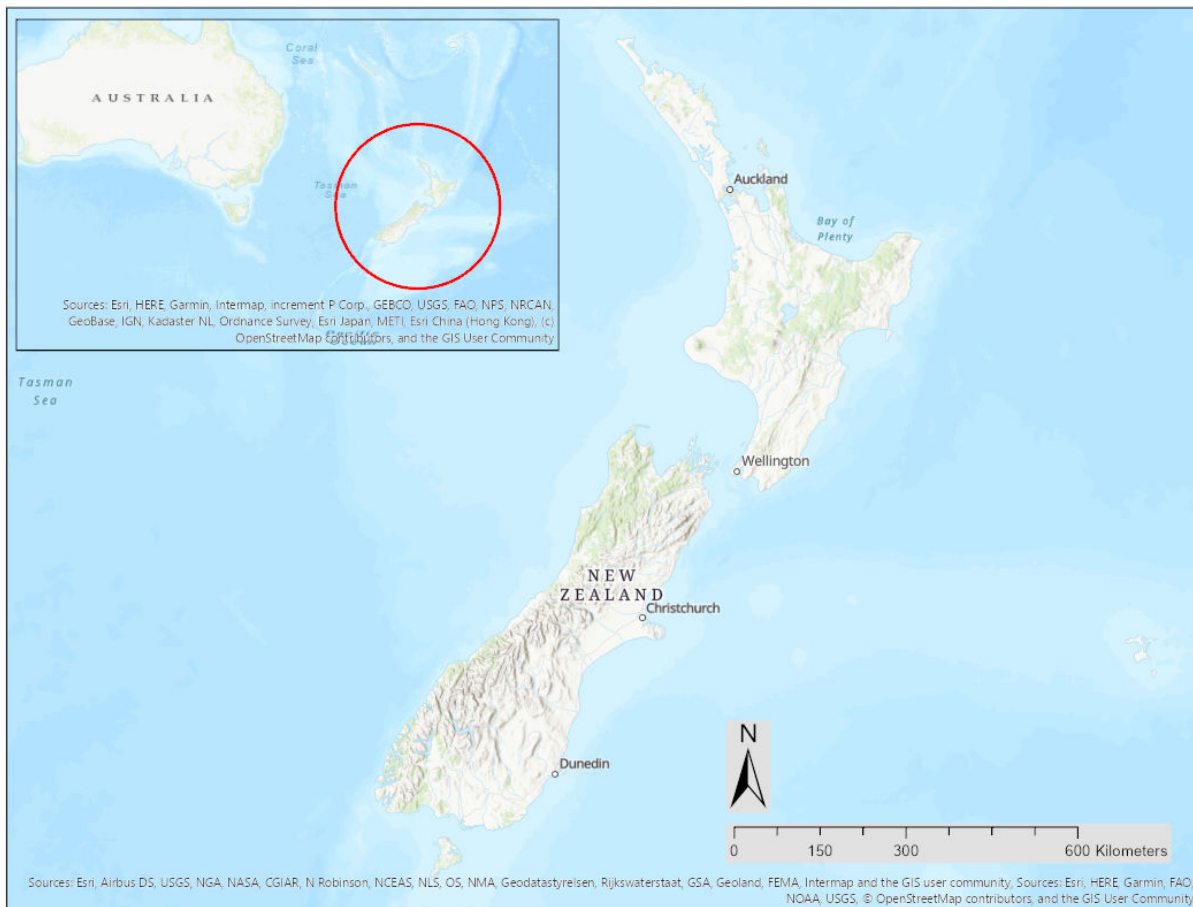 Coral
Sea
AUSTRALIA
Tasman
Sea
Sources: Esri, HERE, Garmin, Intermap, increment P Corp., GEBCO, USGS, FAO, NPS, NRCAN,
GeoBase, IGN, Kadaster NL, Ordnance Survey, Esri Japan, METI, Esri China (Hong Kong), (c)
OpenStreetMap contributors, and the GIS User Community
Auckland
Bay of
Plenty
Tasman
Sea
Wellington
NEW
ZEALAND
Christchurch
Dunedin
N
0 150 300 600 Kilometers
Sources: Esri, Airbus DS, USGS, NGA, NASA, CGIAR, N Robinson, NCEAS, NLS, OS, NMA, Geodatastyrelsen, Rijkswaterstaat, GSA, Geoland, FEMA, Intermap and the GIS user community, Sources: Esri, HERE, Garmin, FAO,
NOAA, USGS, © OpenStreetMap contributors, and the GIS User Community